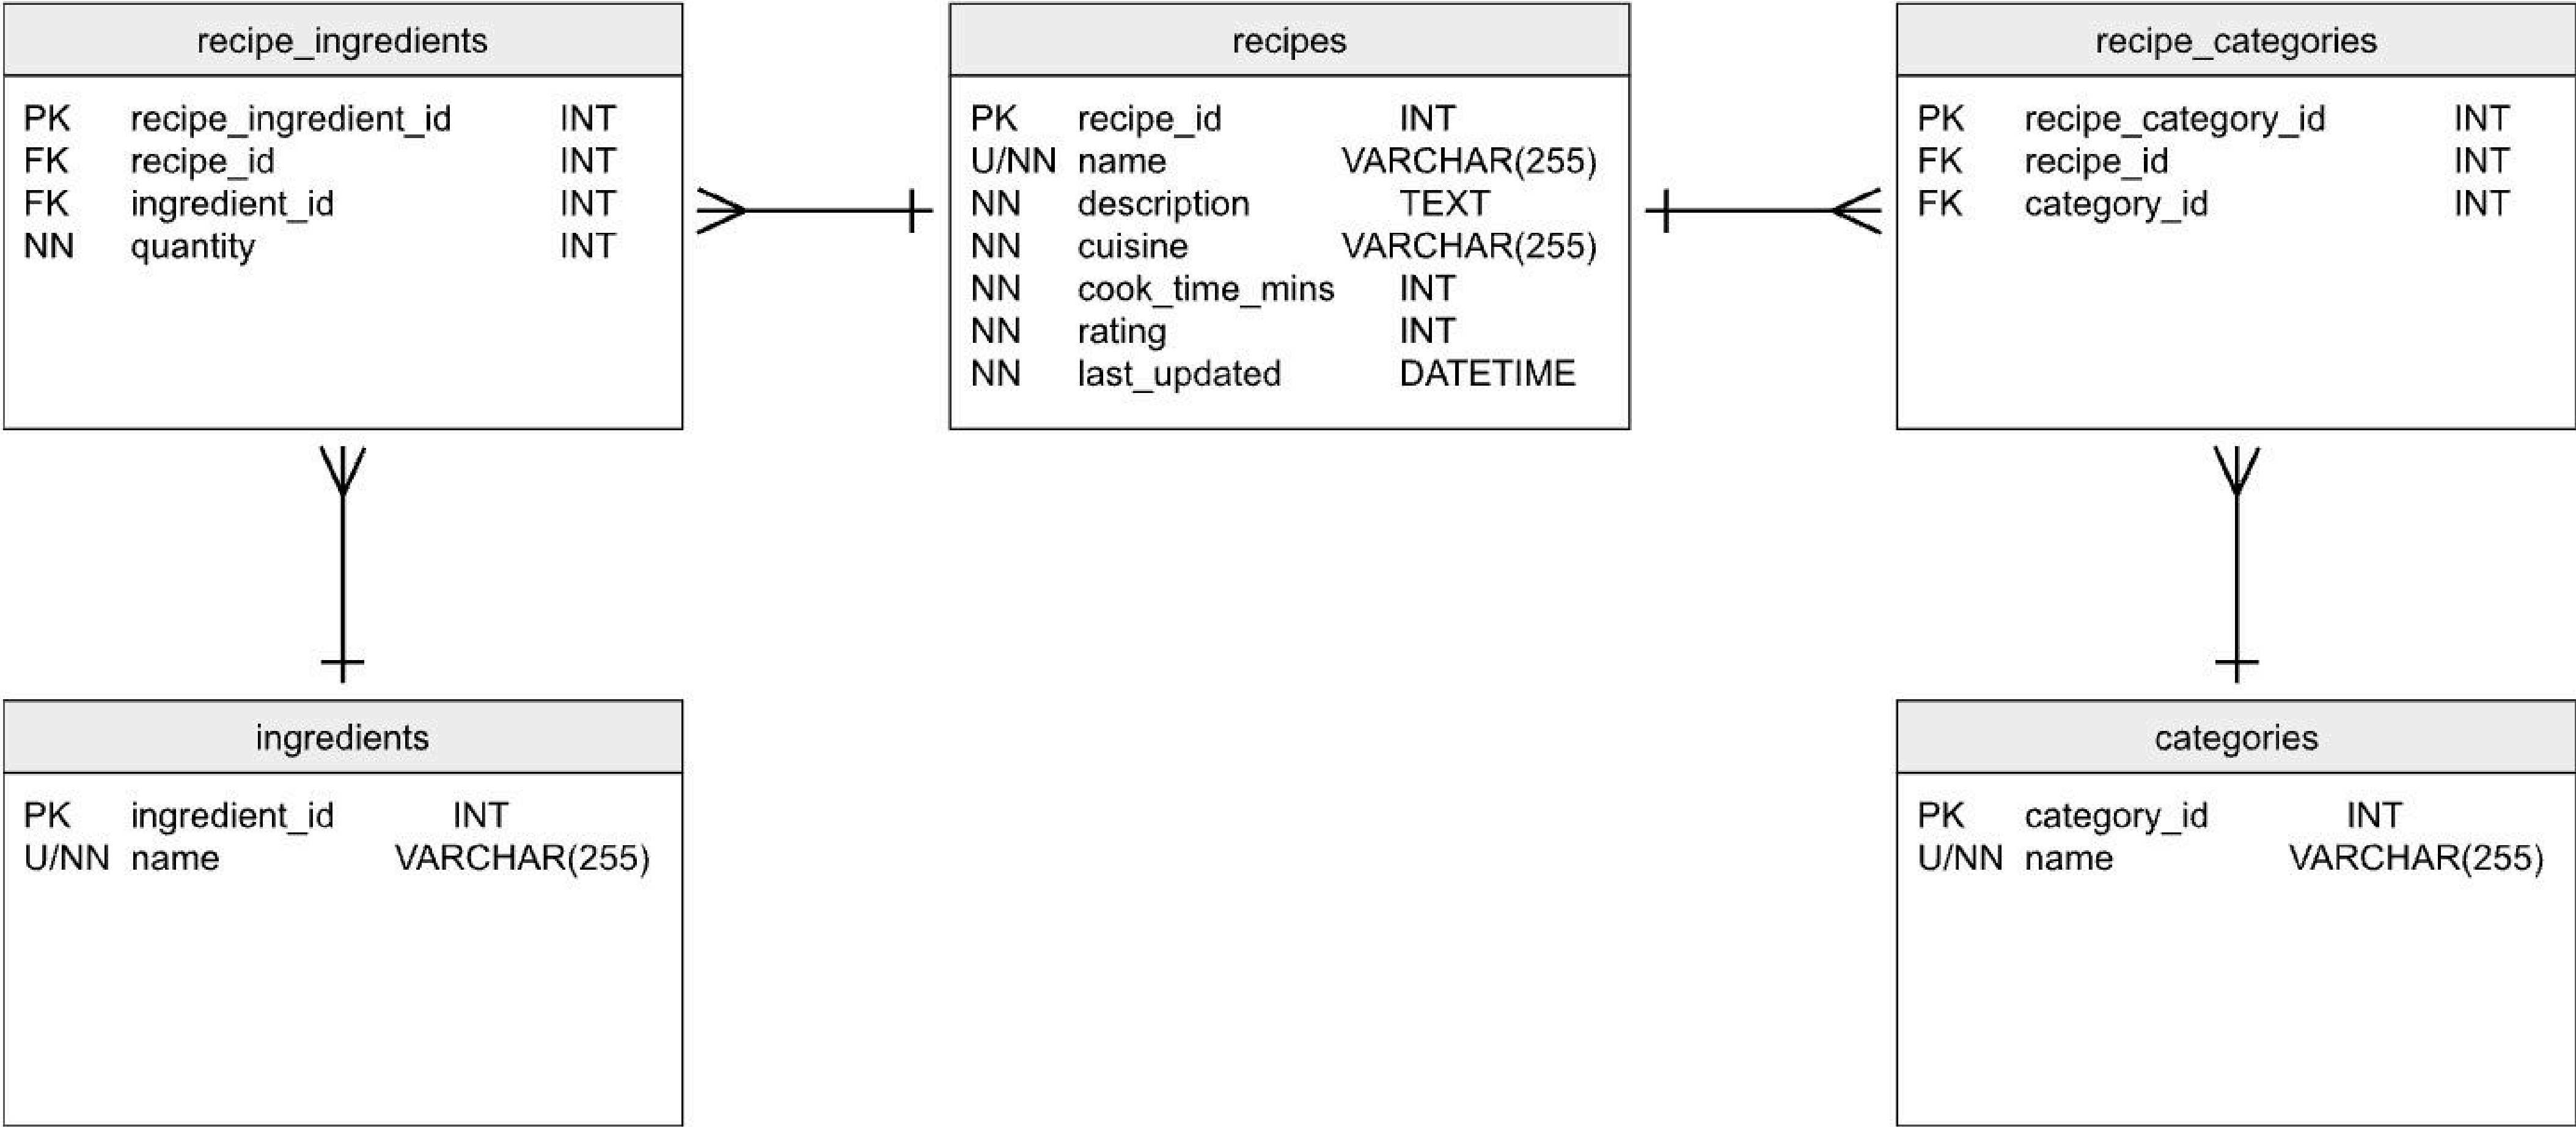 recipe_ingredients
PK recipe_ingredient_id INT
FK recipe_id INT
FK ingredient_id INT
NN quantity INT
recipes
PK recipe_id INT
U/NN name VARCHAR(255)
NN description TEXT
NN cuisine VARCHAR(255)
NN cook_time_mins INT
NN rating INT
NN last_updated DATETIME
recipe_categories
PK recipe_category_id INT
FK recipe_id INT
FK category_id INT
ingredients
PK ingredient_id INT
U/NN name VARCHAR(255)
categories
PK category_id INT
U/NN name VARCHAR(255)